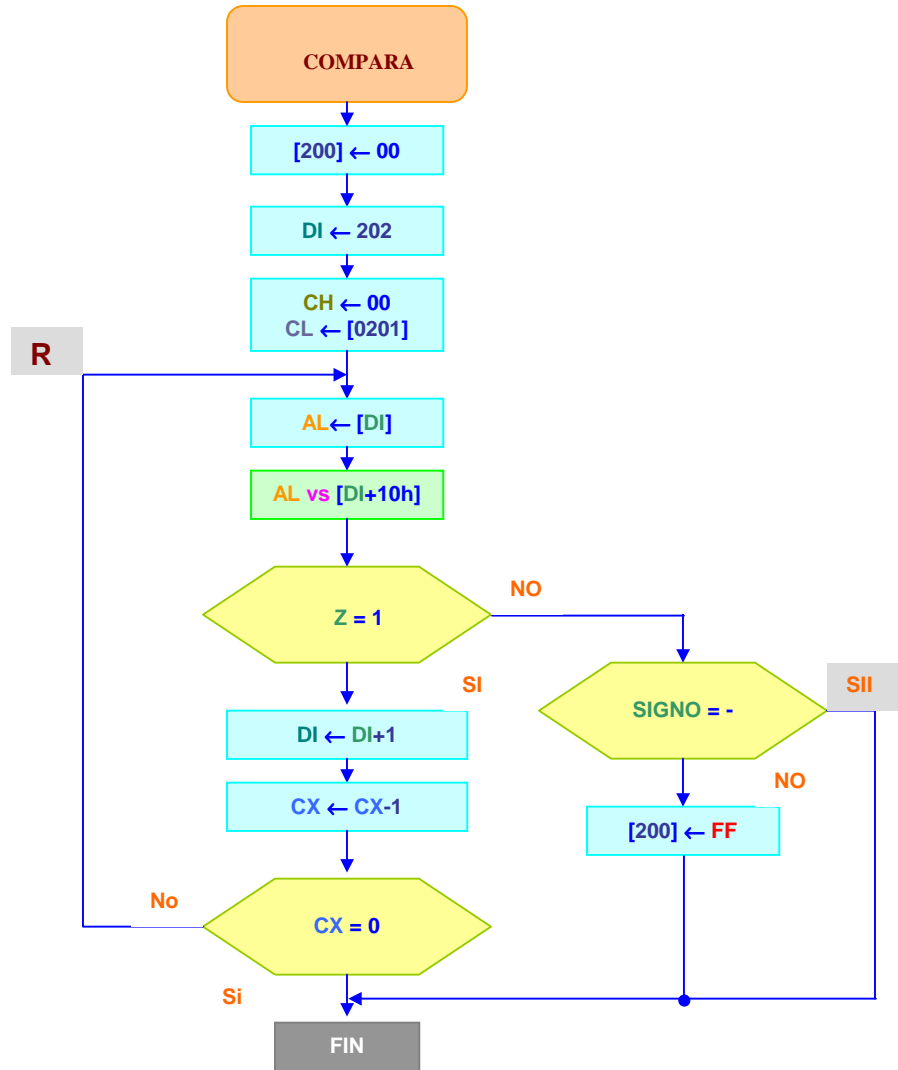 COMPARA
[200] ← 00
DI ← 202
CH ← 00
CL ← [0201]
R
AL← [DI]
AL vs [DI+10h]
Z = 1
NO
SI
SIGNO = -
SII
DI ← DI+1
NO
CX ← CX-1
[200] ← FF
No
CX = 0
Si
FIN